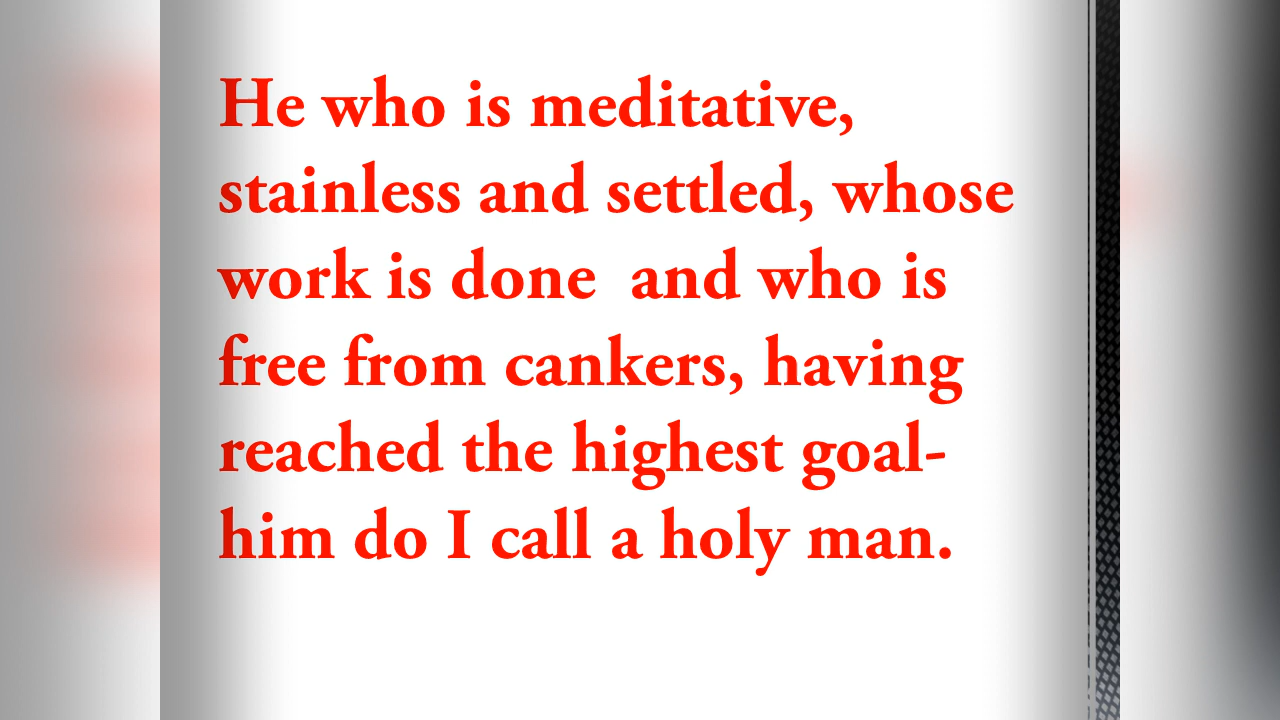 He who is meditative,
stainless and settled, whose
work is done  and who is
free from cankers, having
reached the highest goal-
him do I call a holy man.